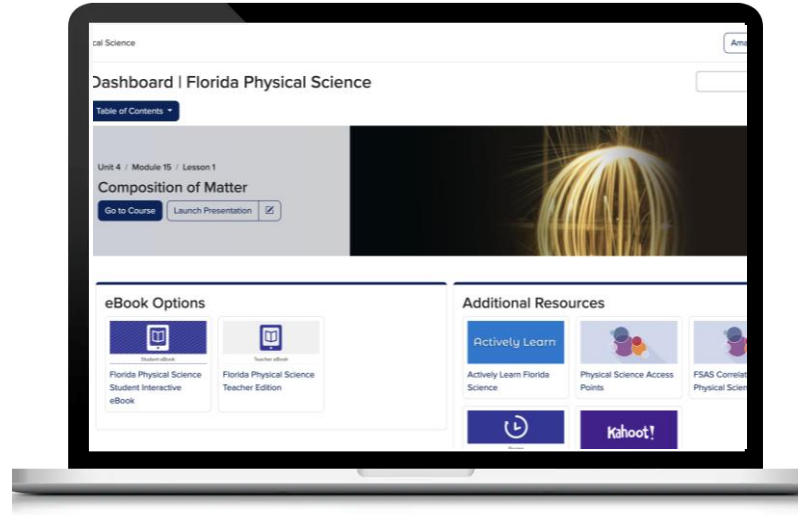 cal Science
Ama
Dashboard | Florida Physical Science
Table of Contents
Unit 4 / Module 15 / Lesson 1
Composition of Matter
Go to Course
Launch Presentation
eBook Options
Student eBook
Teacher eBook
Florida Physical Science
Student Interactive
eBook
Florida Physical Science
Teacher Edition
Additional Resources
Actively Learn
Actively Learn Florida
Science
Physical Science Access
Points
FSAS Correlat
Physical Scien
Kahoot!